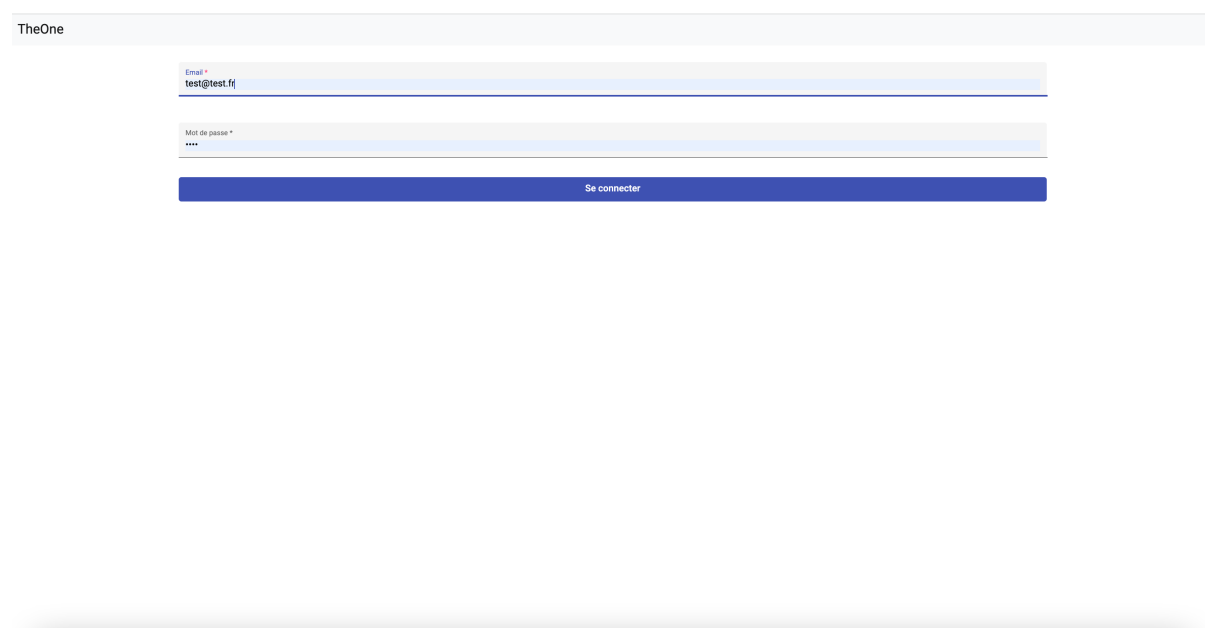 TheOne
Email *
test@test.fr
Mot de passe *
••••
Se connecter